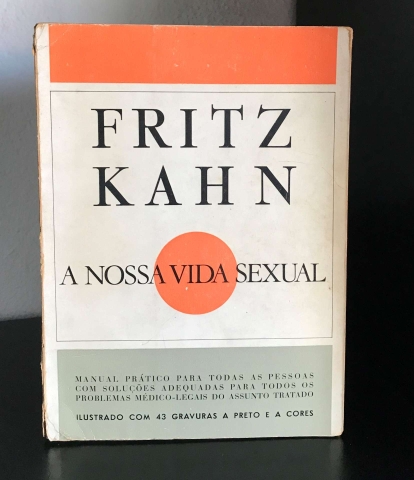 FRITZ
KAHN
A NOSSA VIDA SEXUAL
MANUAL PRÁTICO PARA TODAS AS PESSOAS
COM SOLUÇÕES ADEQUADAS PARA TODOS OS
PROBLEMAS MÉDICO-LEGAIS DO ASSUNTO TRATADO
ILUSTRADO COM 43 GRAVURAS A PRETO E A CORES